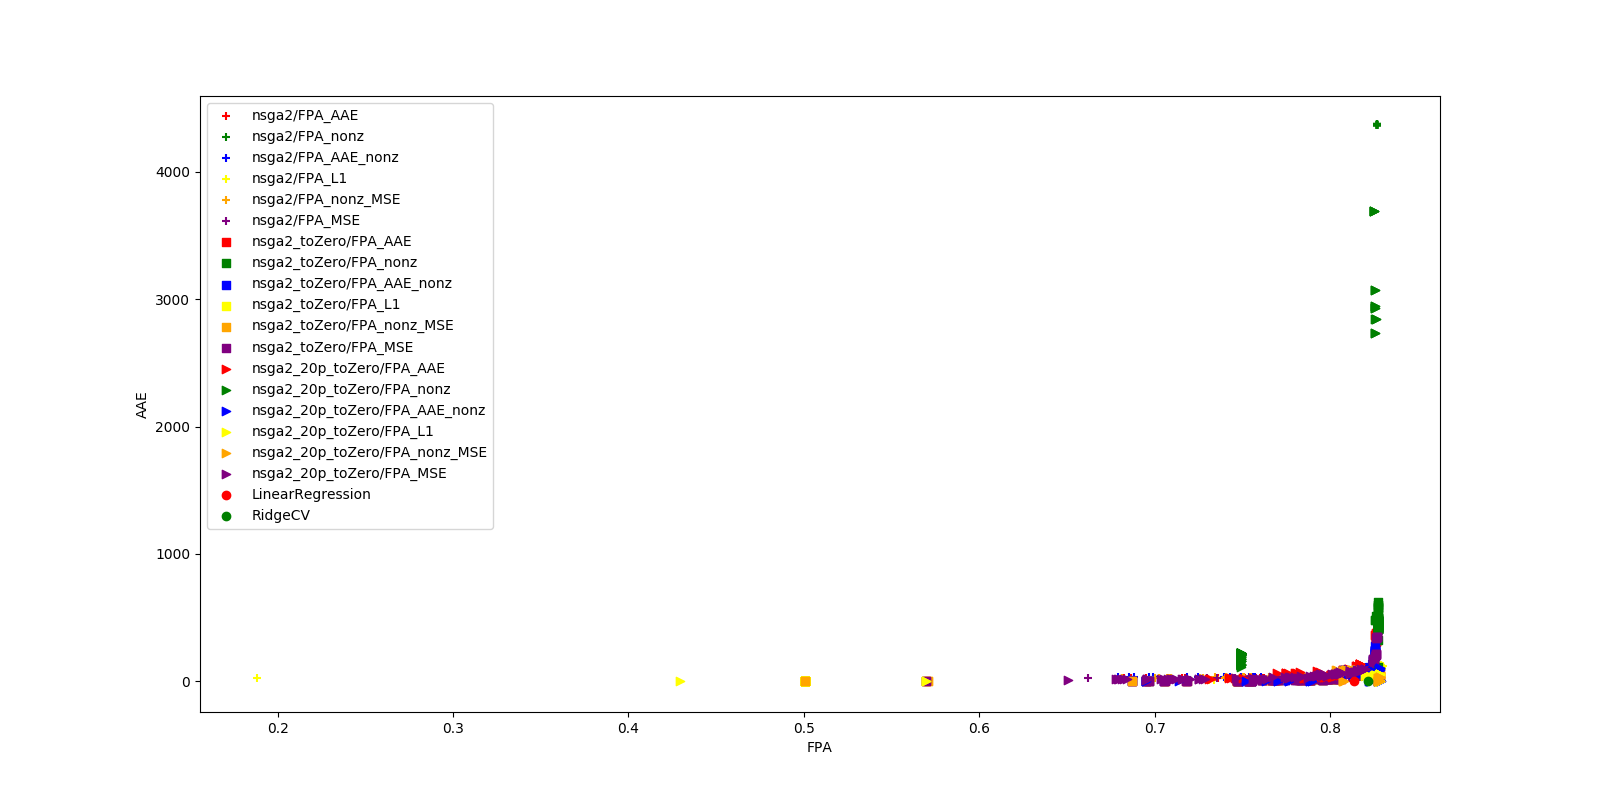 nsga2/FPA_AAE
nsga2/FPA_nonz
nsga2/FPA_AAE_nonz
nsga2/FPA_L1
nsga2/FPA_nonz_MSE
nsga2/FPA_MSE
nsga2_toZero/FPA_AAE
nsga2_toZero/FPA_nonz
nsga2_toZero/FPA_AAE_nonz
nsga2_toZero/FPA_L1
nsga2_toZero/FPA_nonz_MSE
nsga2_toZero/FPA_MSE
nsga2_20p_toZero/FPA_AAE
nsga2_20p_toZero/FPA_nonz
nsga2_20p_toZero/FPA_AAE_nonz
nsga2_20p_toZero/FPA_L1
nsga2_20p_toZero/FPA_nonz_MSE
nsga2_20p_toZero/FPA_MSE
LinearRegression
RidgeCV
4000
3000
2000
1000
0
AAE
0.2 0.3 0.4 0.5 0.6 0.7 0.8
FPA